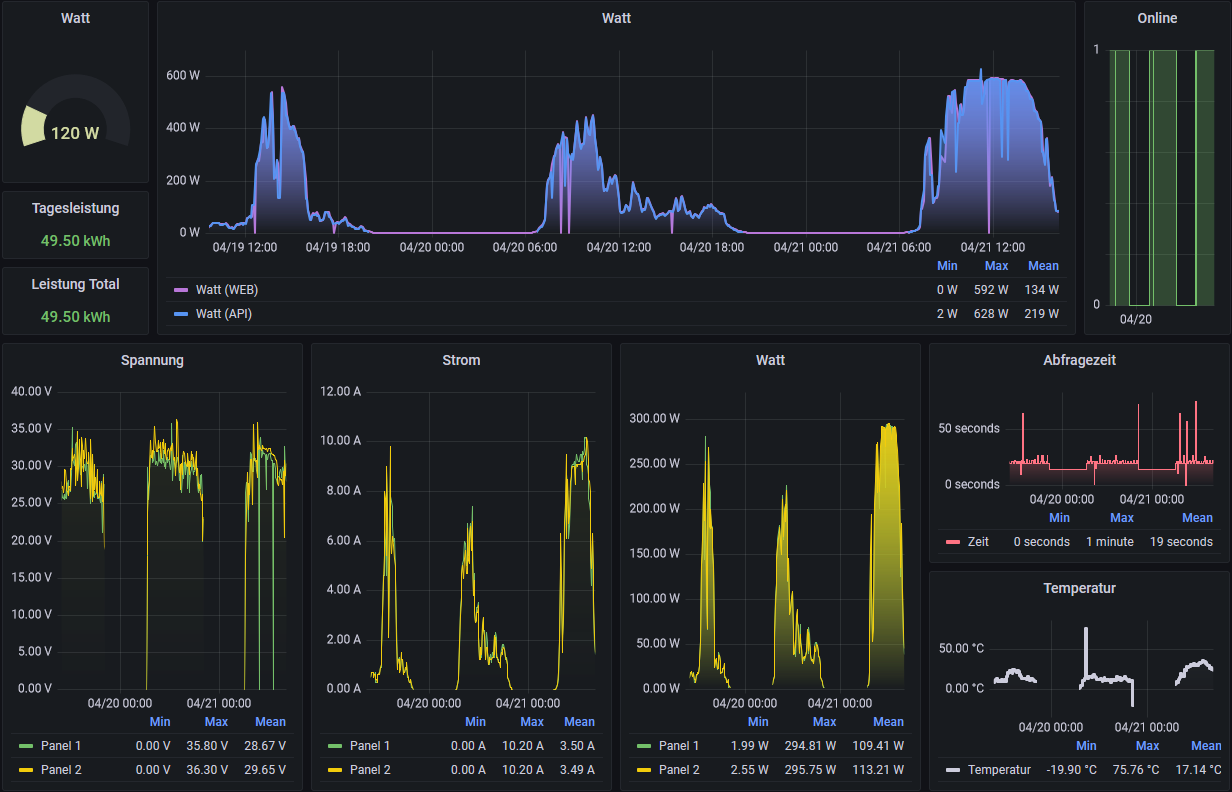 Watt
120 W
Tagesleistung
49.50 kWh
Leistung Total
49.50 kWh
Watt
600 W
400 W
200 W
0 W
04/19 12:00 04/19 18:00 04/20 00:00 04/20 06:00 04/20 12:00 04/20 18:00 04/21 00:00 04/21 06:00 04/21 12:00
Min Max Mean
Watt (WEB) 0 W 592 W 134 W
Watt (API) 2 W 628 W 219 W
Online
1
0
04/20
Spannung
40.00 V
35.00 V
30.00 V
25.00 V
20.00 V
15.00 V
10.00 V
5.00 V
0.00 V
04/20 00:00 04/21 00:00
Min Max Mean
Panel 1 0.00 V 35.80 V 28.67 V
Panel 2 0.00 V 36.30 V 29.65 V
Strom
12.00 A
10.00 A
8.00 A
6.00 A
4.00 A
2.00 A
0.00 A
04/20 00:00 04/21 00:00
Min Max Mean
Panel 1 0.00 A 10.20 A 3.50 A
Panel 2 0.00 A 10.20 A 3.49 A
Watt
300.00 W
250.00 W
200.00 W
150.00 W
100.00 W
50.00 W
0.00 W
04/20 00:00 04/21 00:00
Min Max Mean
Panel 1 1.99 W 294.81 W 109.41 W
Panel 2 2.55 W 295.75 W 113.21 W
Abfragezeit
50 seconds
0 seconds
04/20 00:00 04/21 00:00
Min Max Mean
Zeit 0 seconds 1 minute 19 seconds
Temperatur
50.00 °C
0.00 °C
04/20 00:00 04/21 00:00
Min Max Mean
Temperatur -19.90 °C 75.76 °C 17.14 °C